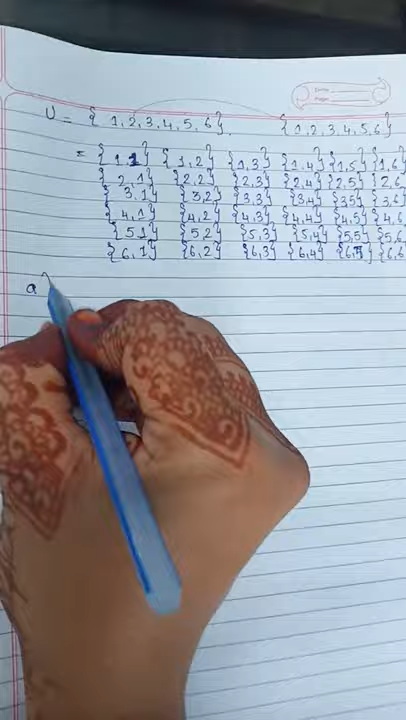 U = { 1,2,3,4,5,6}. {1,2,3,4,5,6}
= {1,1} {1,2} {1,3} {1,4} {1,5} {1,6
{2,1} {2,2} {2,3} {2,4} {2,5} {2,6
{3,1} {3,2} {3,3} {3,4} {3,5} {3,6
{4,1} {4,2} {4,3} {4,4} {4,5} {4,6
{5,1} {5,2 {5,3} {5,4} {5,5} {5,6
{6,1} {6,2 {6,3} {6,4} {6,5} {6,6
a)